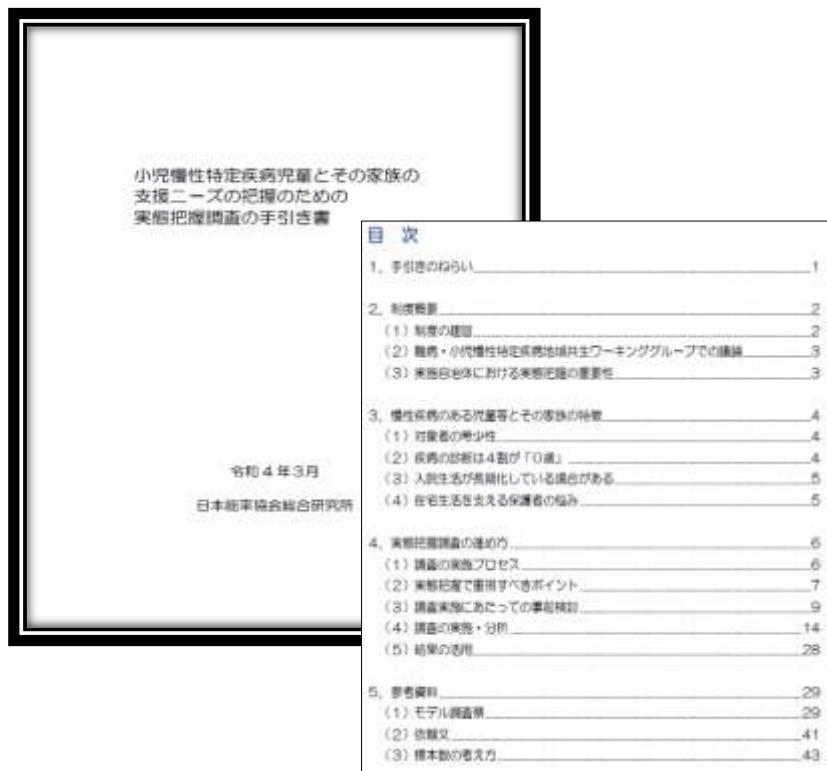 小児慢性特定疾病児童とその家族の
支援ニーズの把握のための
実態把握調査の手引き書
令和4年3月
日本能率協会総合研究所
目 次
1、手引きのねらい 1
2、制度概要 2
(1)制度の建設 2
(2)難病・小児慢性特定疾病地域共生ワーキンググループでの議論 3
(3)実施自治体における実態把握の重要性 3
3、慢性疾病のある児童等とその家族の特徴 4
(1)対象者の希少性 4
(2)疾病の診断は4割が「0歳」 4
(3)入院生活が長期化している場合がある 5
(4)在宅生活を支える保護者の悩み 5
4、実態把握調査の進め方 6
(1)調査の実施プロセス 6
(2)実態把握で重視すべきポイント 7
(3)調査実施にあたっての事前検討 9
(4)調査の実施・分析 14
(5)結果の活用 28
5、参考資料 29
(1)モデル調査票 29
(2)依頼文 41
(3)標本数の考え方 43